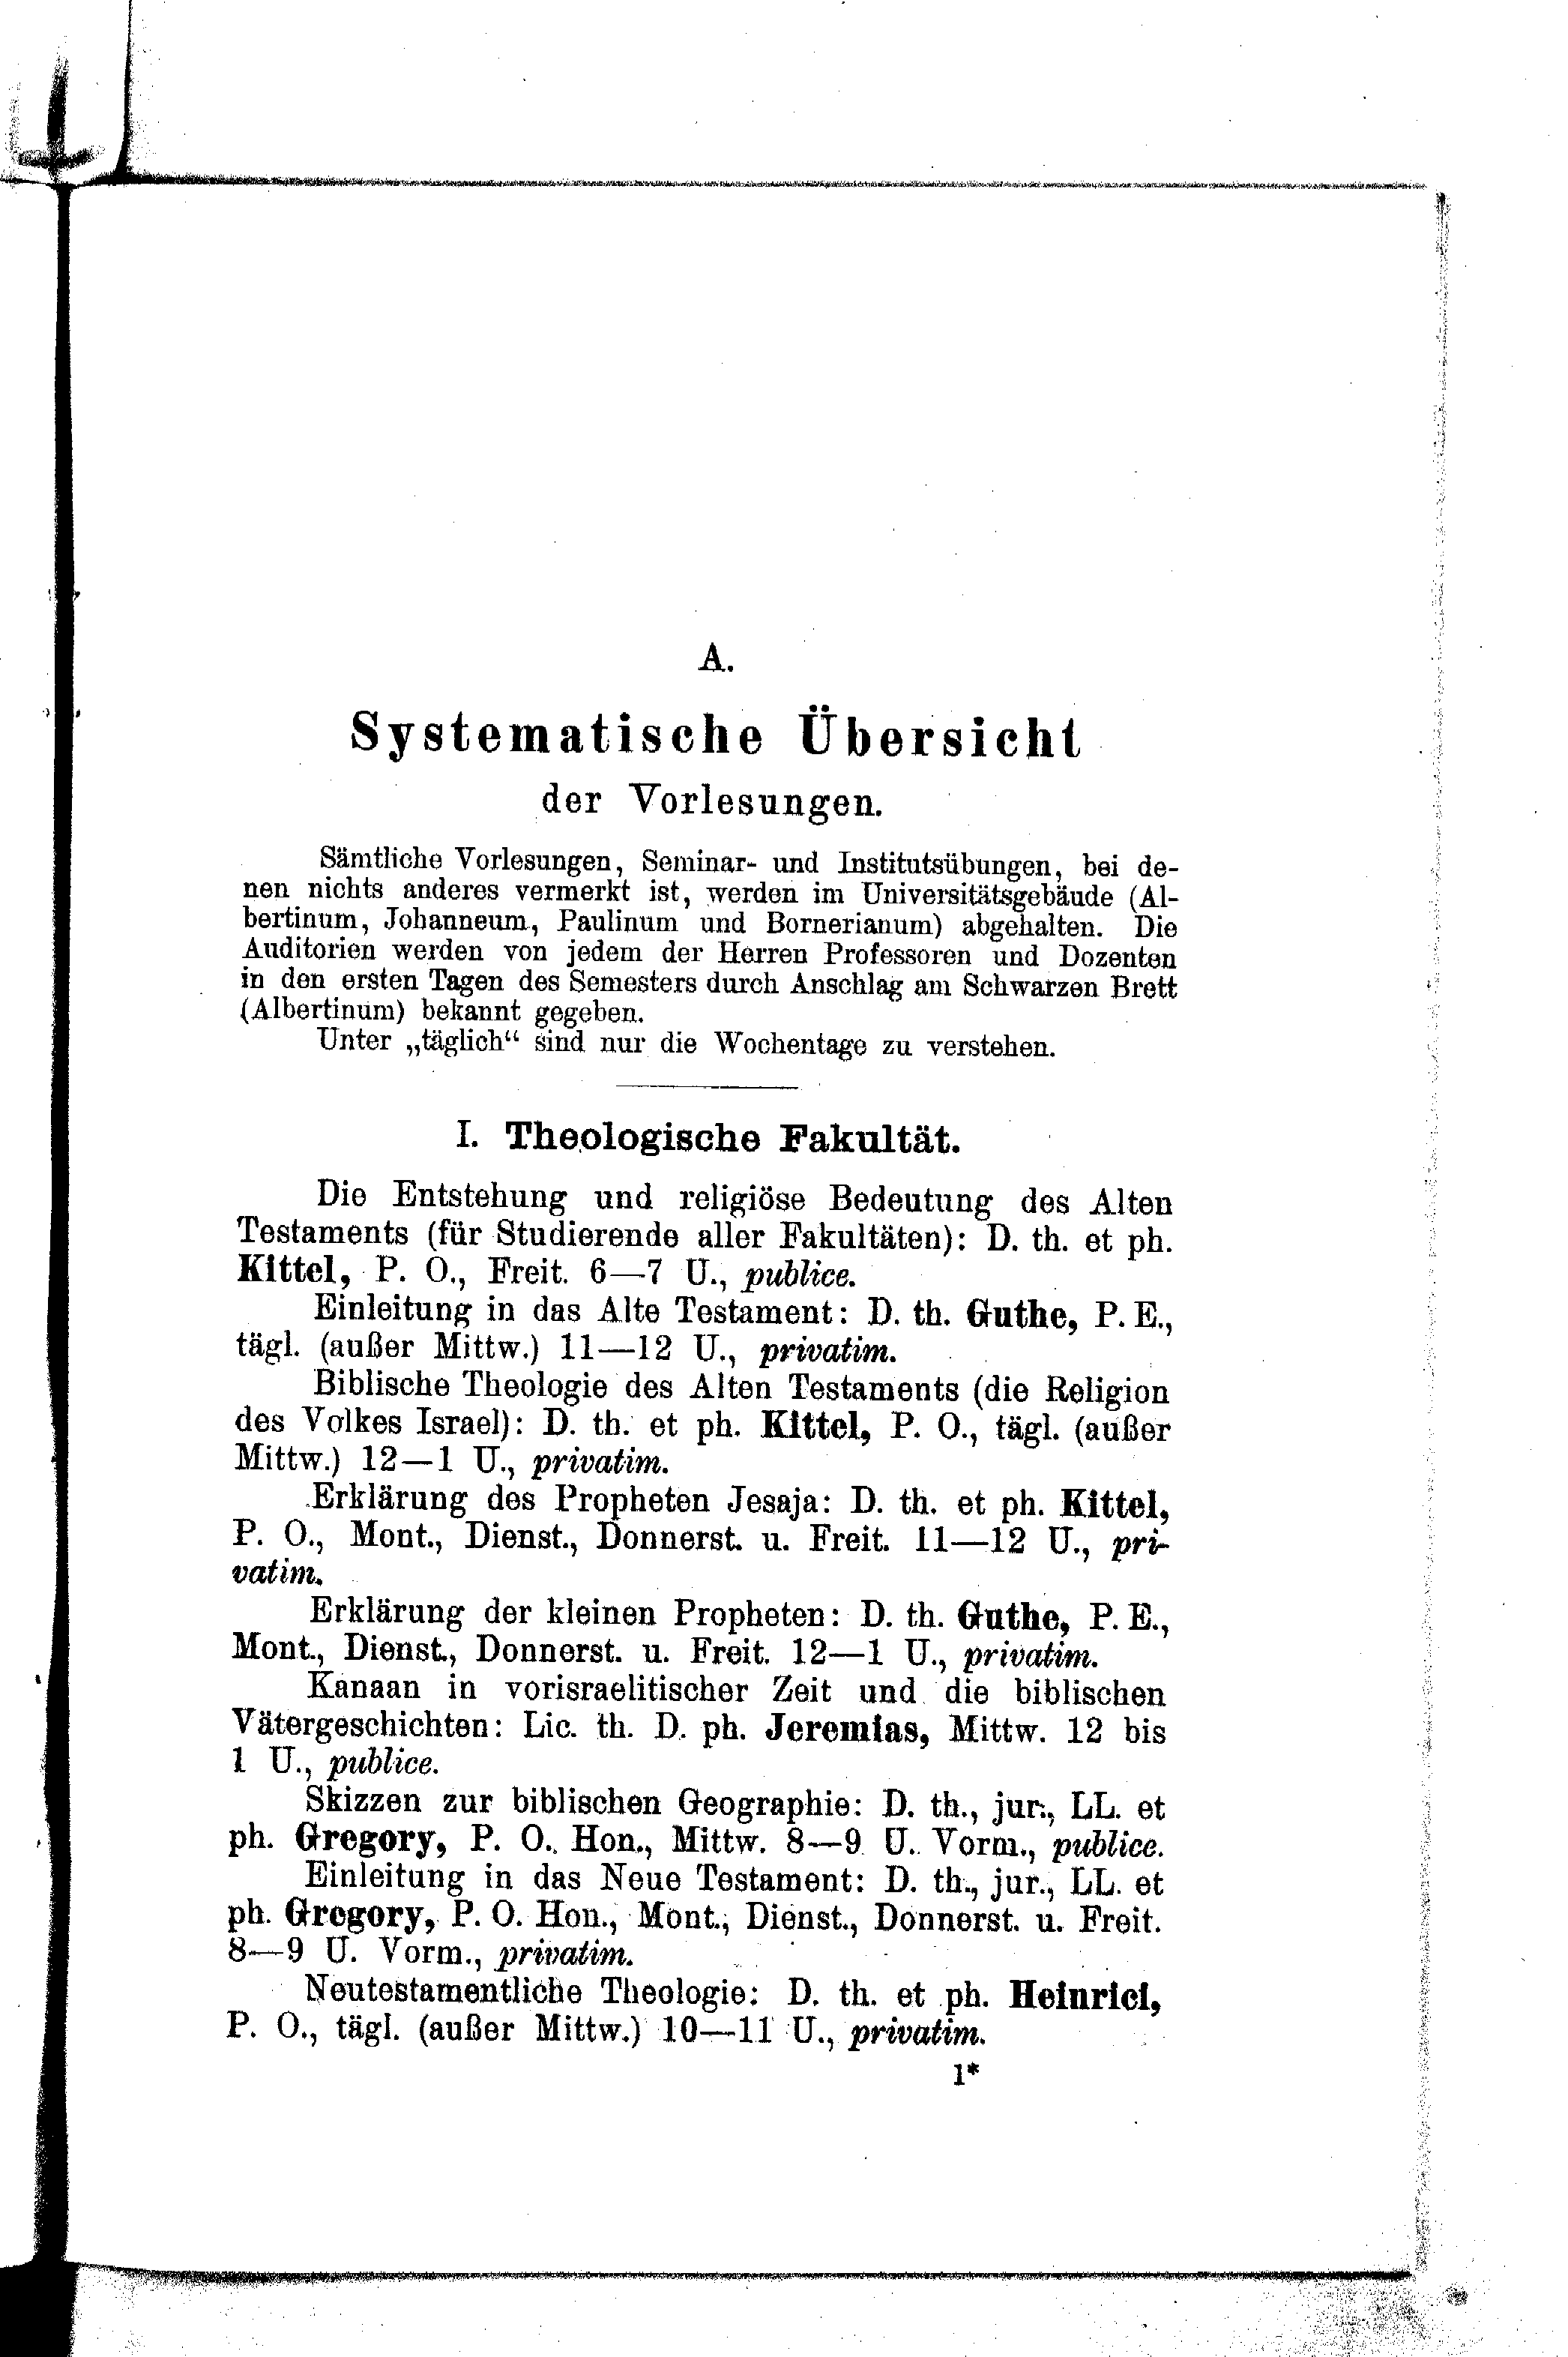 A.
Systematische Übersicht
der Vorlesungen.
Sämtliche Vorlesungen, Seminar- und Institutsübungen, bei de-
nen nichts anderes vermerkt ist, werden im Universitätsgebäude (Al-
bertinum, Johanneum, Paulinum und Bornerianum) abgehalten. Die
Auditorien werden von jedem der Herren Professoren und Dozenten
in den ersten Tagen des Semesters durch Anschlag am Schwarzen Brett
(Albertinum) bekannt gegeben.
Unter „täglich“ sind nur die Wochentage zu verstehen.
I. Theologische Fakultät.
Die Entstehung und religiöse Bedeutung des Alten
Testaments (für Studierende aller Fakultäten): D. th. et ph.
Kittel, P. O., Freit. 6—7 U., publice.
Einleitung in das Alte Testament: D. th. Guthe, P. E.,
tägl. (außer Mittw.) 11—12 U., privatim.
Biblische Theologie des Alten Testaments (die Religion
des Volkes Israel): D. th. et ph. Kittel, P. O., tägl. (außer
Mittw.) 12—1 U., privatim.
Erklärung des Propheten Jesaja: D. th. et ph. Kittel,
P. O., Mont., Dienst., Donnerst. u. Freit. 11—12 U., pri-
vatim.
Erklärung der kleinen Propheten: D. th. Guthe, P. E.,
Mont., Dienst., Donnerst. u. Freit. 12—1 U., privatim.
Kanaan in vorisraelitischer Zeit und die biblischen
Vätergeschichten: Lic. th. D. ph. Jeremias, Mittw. 12 bis
1 U., publice.
Skizzen zur biblischen Geographie: D. th., jur., LL. et
ph. Gregory, P. O. Hon., Mittw. 8—9 U. Vorm., publice.
Einleitung in das Neue Testament: D. th., jur., LL. et
ph. Gregory, P. O. Hon., Mont., Dienst., Donnerst. u. Freit.
8—9 U. Vorm., privatim.
Neutestamentliche Theologie: D. th. et ph. Heinrici,
P. O., tägl. (außer Mittw.) 10—11 U., privatim.
1*